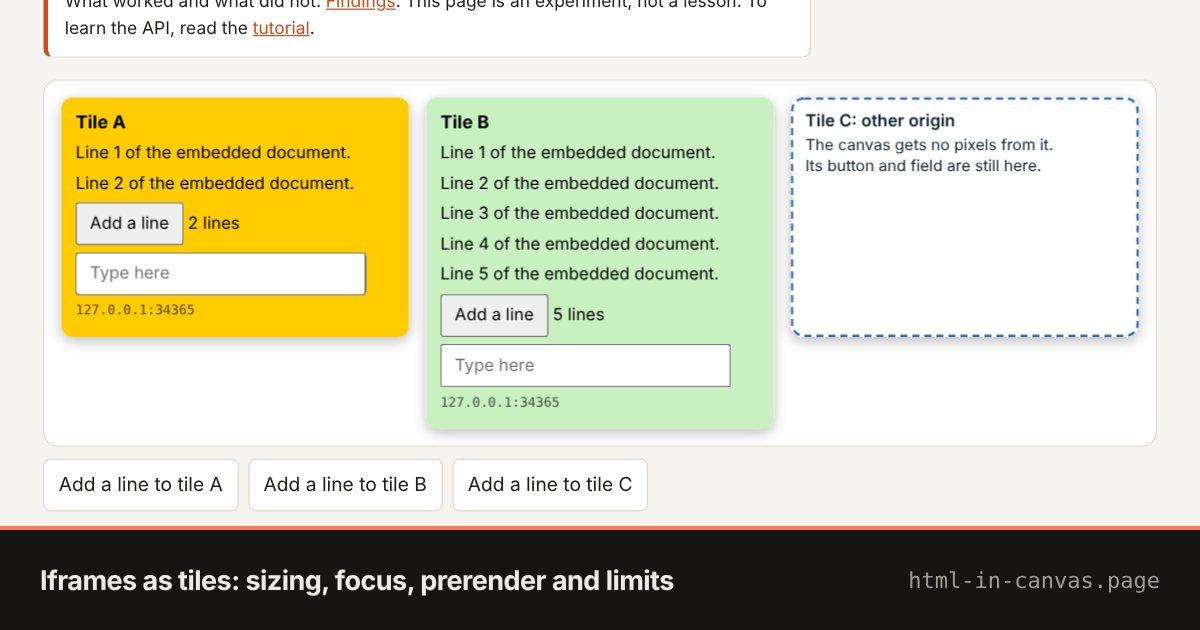 What worked and what did not: Findings. This page is an experiment, not a lesson. To
learn the API, read the tutorial.
Tile A
Line 1 of the embedded document.
Line 2 of the embedded document.
Add a line 2 lines
Type here
127.0.0.1:34365
Tile B
Line 1 of the embedded document.
Line 2 of the embedded document.
Line 3 of the embedded document.
Line 4 of the embedded document.
Line 5 of the embedded document.
Add a line 5 lines
Type here
127.0.0.1:34365
Tile C: other origin
The canvas gets no pixels from it.
Its button and field are still here.
Add a line to tile A
Add a line to tile B
Add a line to tile C
Iframes as tiles: sizing, focus, prerender and limits
html-in-canvas.page